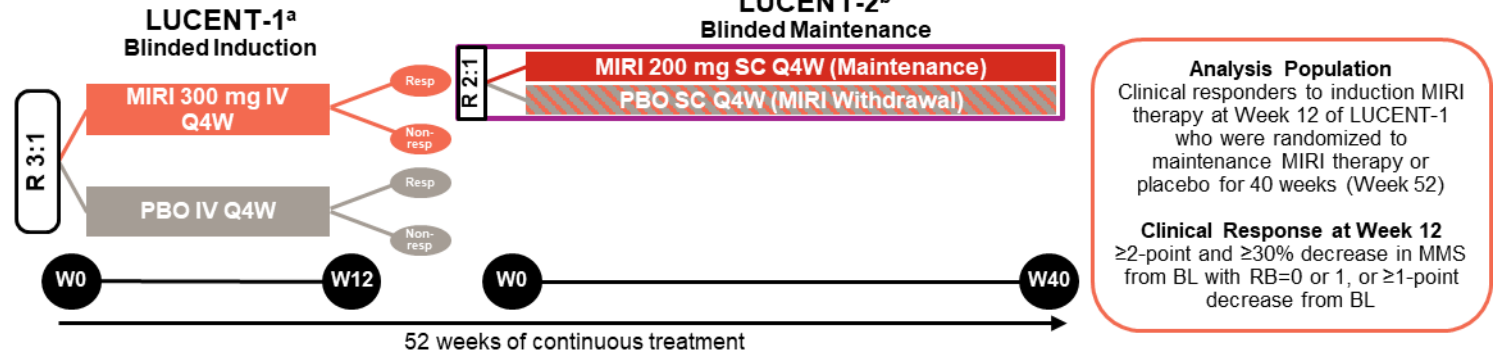 LUCENT-1ᵃ
Blinded Induction
R 3:1
MIRI 300 mg IV
Q4W
PBO IV Q4W
Resp
Non-
resp
Resp
Non-
resp
W0
W12
LUCENT-2ᵇ
Blinded Maintenance
R 2:1
MIRI 200 mg SC Q4W (Maintenance)
PBO SC Q4W (MIRI Withdrawal)
W0
W40
52 weeks of continuous treatment
Analysis Population
Clinical responders to induction MIRI
therapy at Week 12 of LUCENT-1
who were randomized to
maintenance MIRI therapy or
placebo for 40 weeks (Week 52)
Clinical Response at Week 12
≥2-point and ≥30% decrease in MMS
from BL with RB=0 or 1, or ≥1-point
decrease from BL